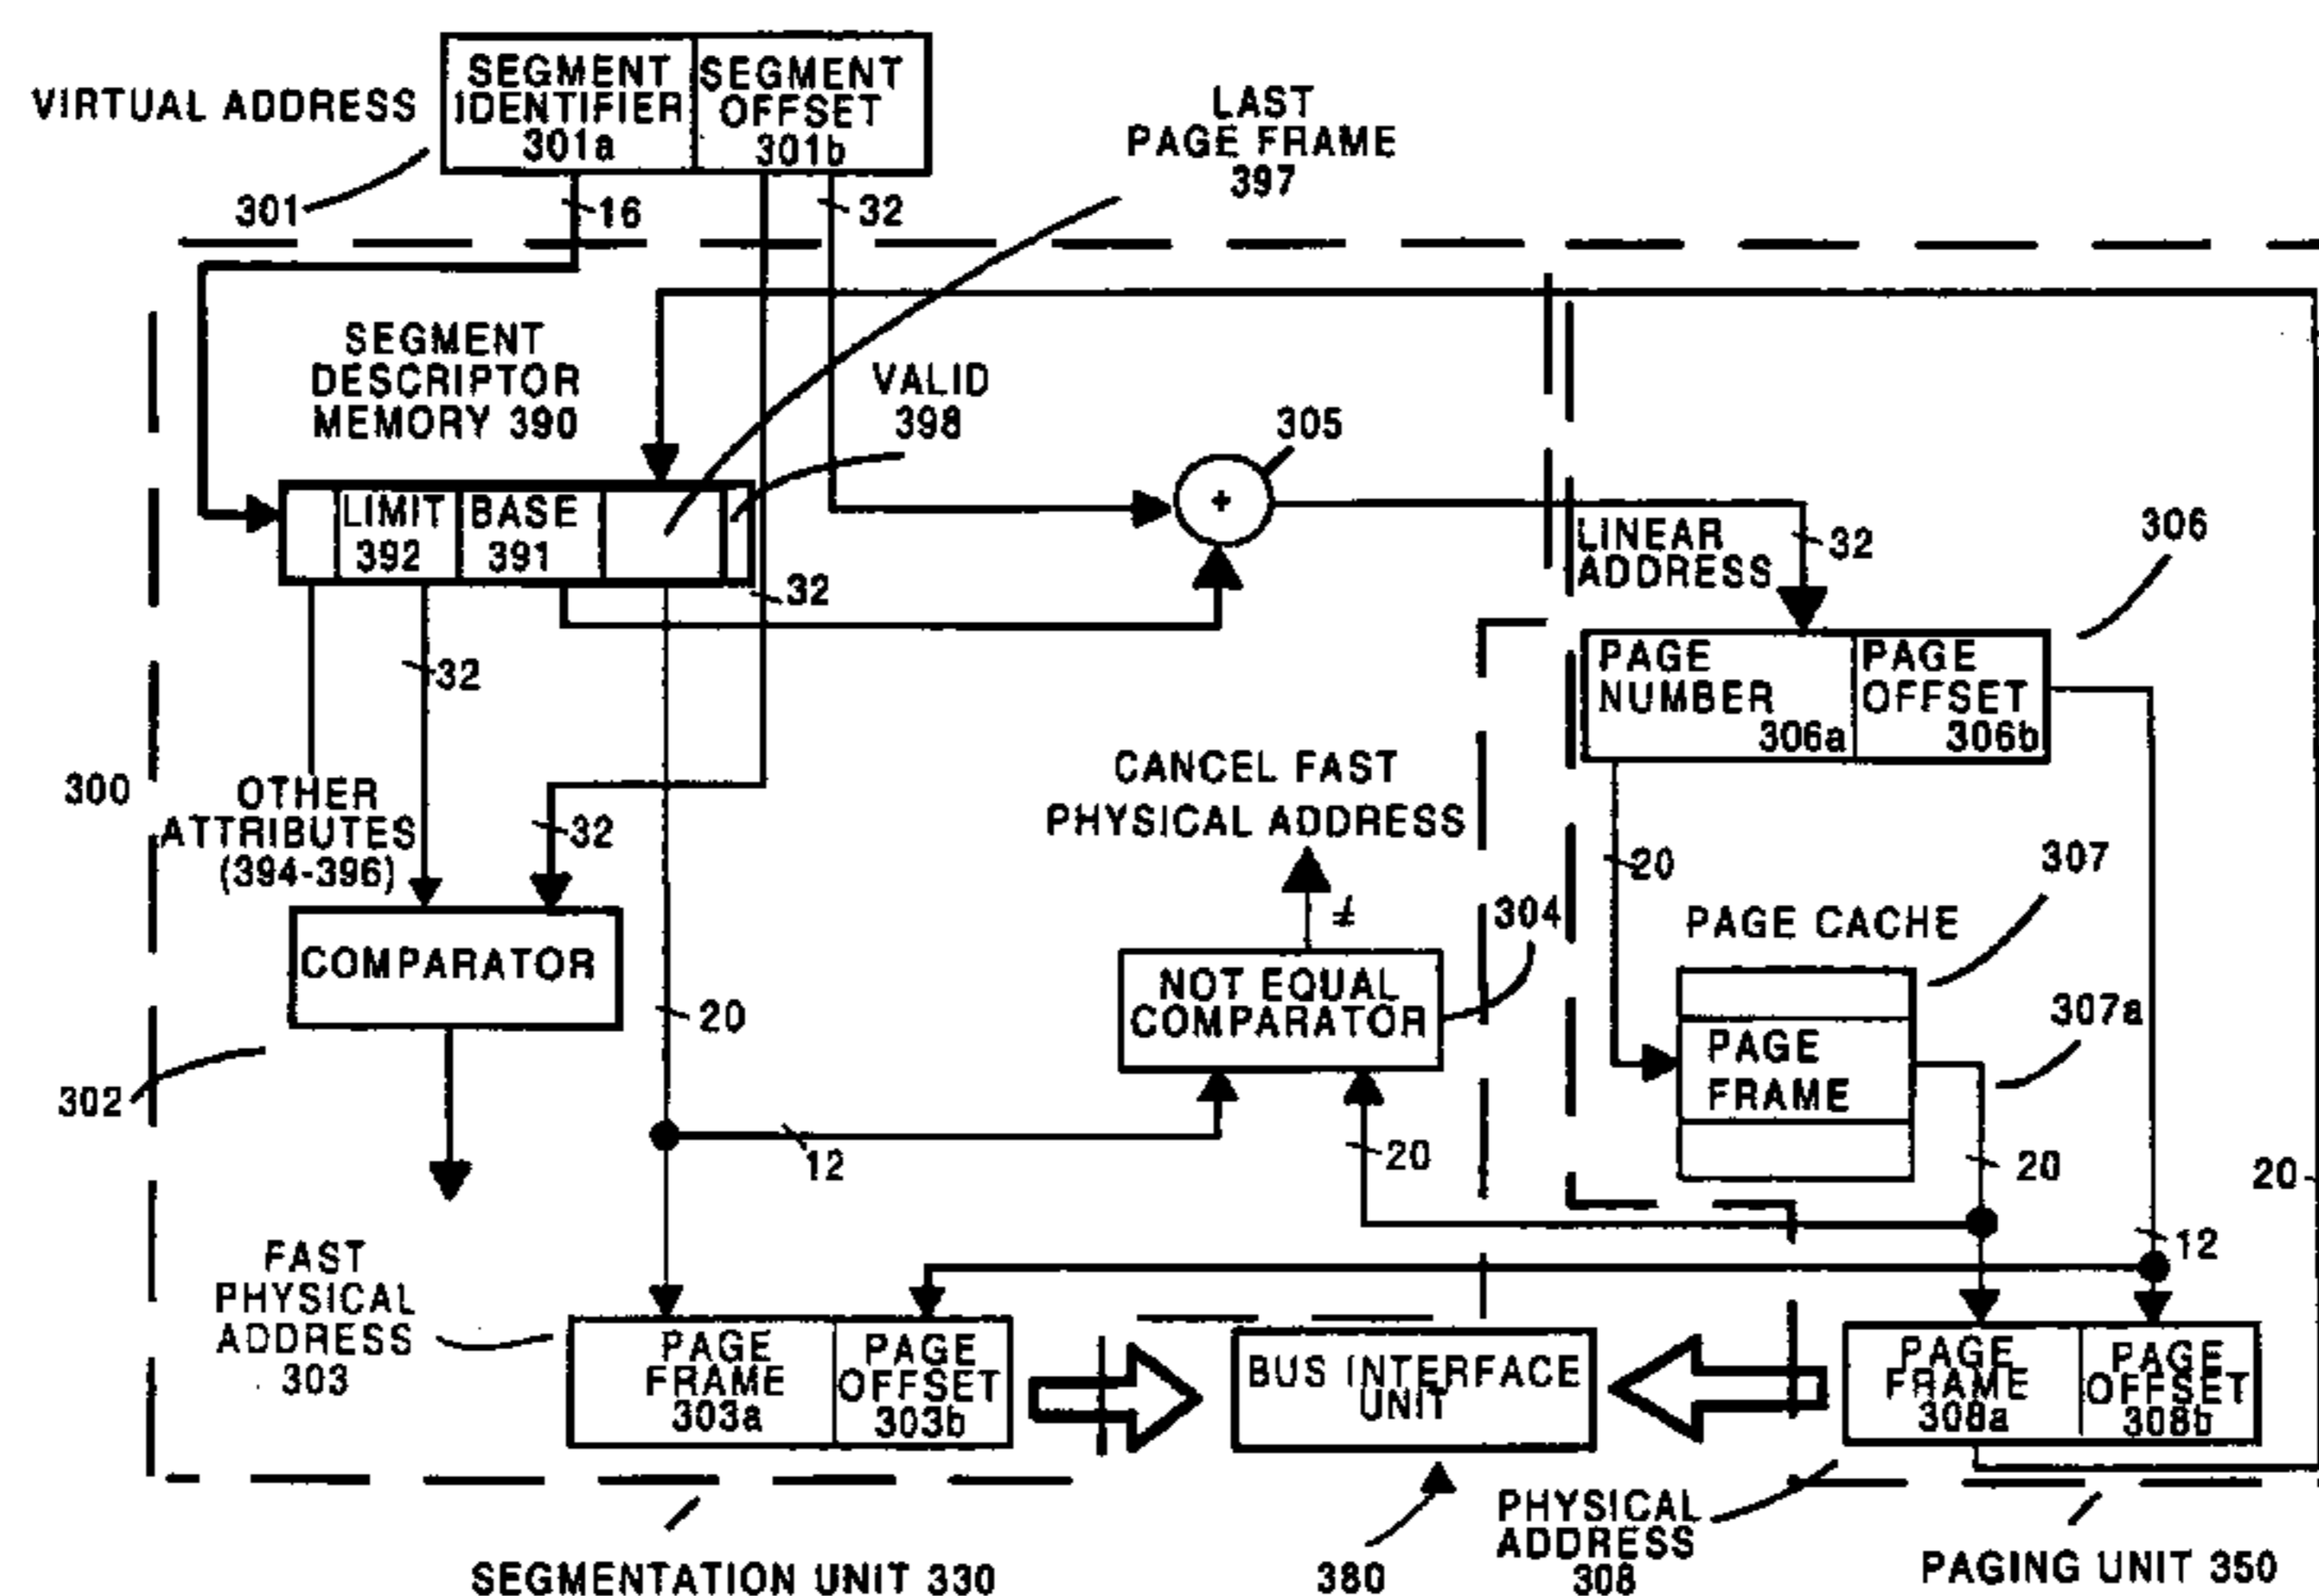 VIRTUAL ADDRESS
301
SEGMENT
IDENTIFIER
301a
SEGMENT
OFFSET
301b
16
32
LAST
PAGE FRAME
397
SEGMENT
DESCRIPTOR
MEMORY 390
VALID
398
305
+
LIMIT
392
BASE
391
32
LINEAR
ADDRESS
32
306
PAGE
NUMBER
306a
PAGE
OFFSET
306b
32
300
OTHER
ATTRIBUTES
(394-396)
32
CANCEL FAST
PHYSICAL ADDRESS
≠
20
307
PAGE CACHE
304
COMPARATOR
302
20
NOT EQUAL
COMPARATOR
PAGE
FRAME
307a
12
20
20
20
12
FAST
PHYSICAL
ADDRESS
303
PAGE
FRAME
303a
PAGE
OFFSET
303b
BUS INTERFACE
UNIT
PAGE
FRAME
308a
PAGE
OFFSET
308b
SEGMENTATION UNIT 330
380
PHYSICAL
ADDRESS
308
PAGING UNIT 350